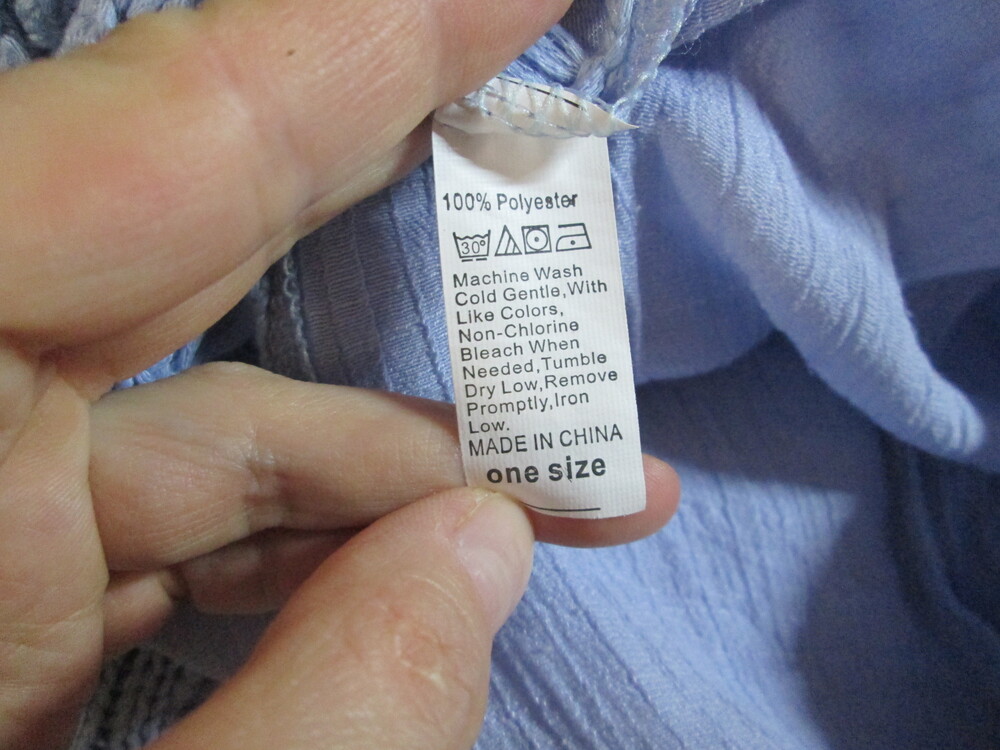 100% Polyester
30°
Machine Wash
Cold Gentle,With
Like Colors,
Non-Chlorine
Bleach When
Needed,Tumble
Dry Low,Remove
Promptly,Iron
Low.
MADE IN CHINA
one size